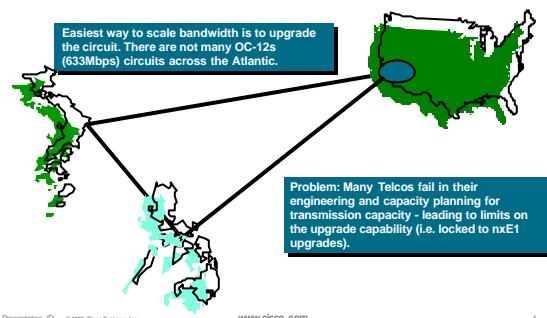 Easiest way to scale bandwidth is to upgrade
the circuit. There are not many OC-12s
(633Mbps) circuits across the Atlantic.
Problem: Many Telcos fail in their
engineering and capacity planning for
transmission capacity - leading to limits on
the upgrade capability (i.e. locked to nxE1
upgrades).
Presentation_ID
www.cisco.com